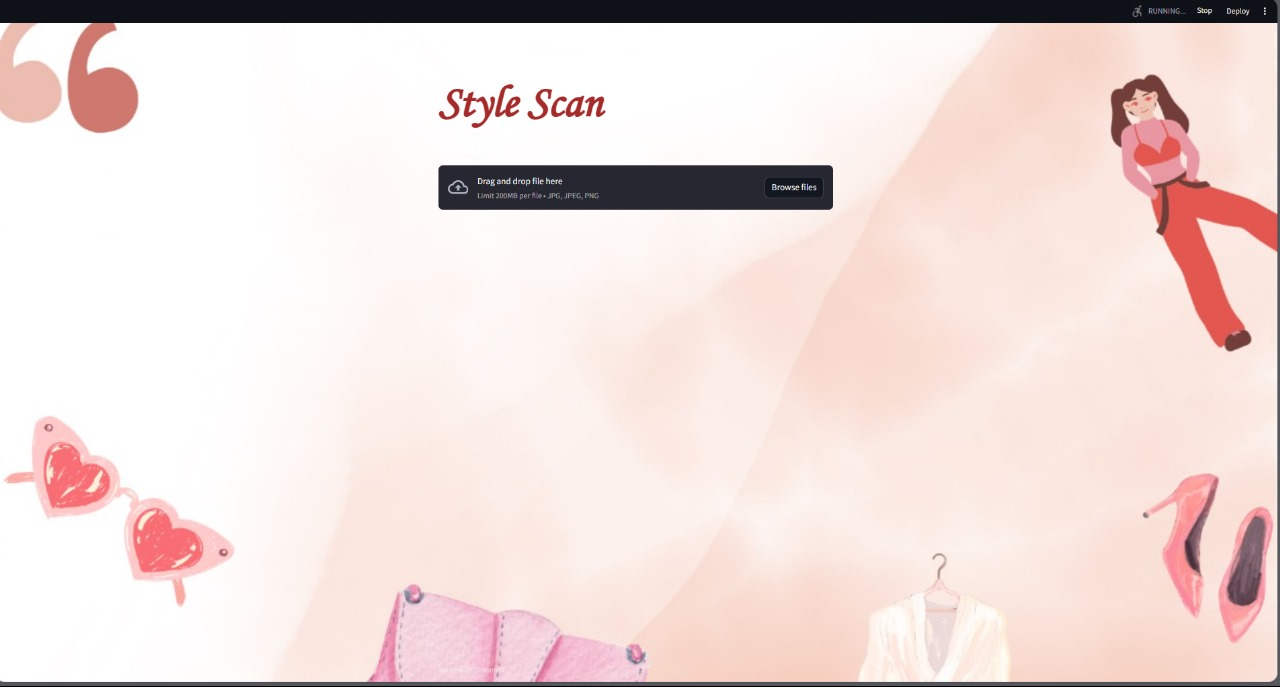 RUNNING...
Stop
Deploy
Style Scan
Drag and drop file here
Limit 200MB per file • JPG, JPEG, PNG
Browse files